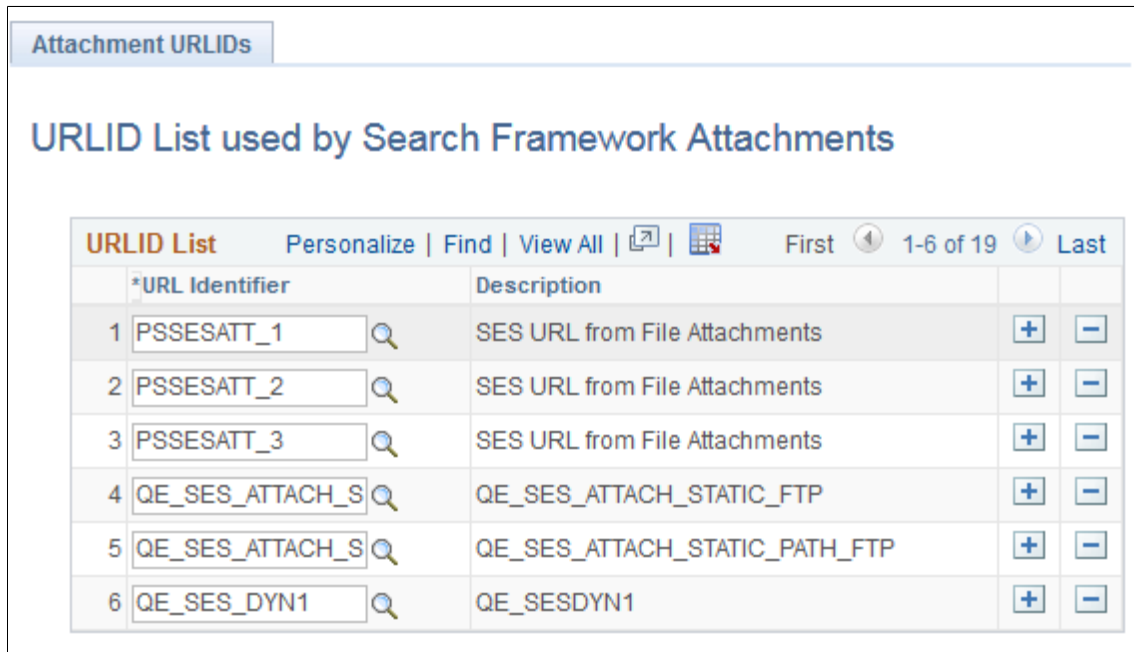 Attachment URLIDs
URLID List used by Search Framework Attachments
URLID List Personalize | Find | View All | | First 1-6 of 19 Last
*URL Identifier Description
1 PSSESATT_1 SES URL from File Attachments
2 PSSESATT_2 SES URL from File Attachments
3 PSSESATT_3 SES URL from File Attachments
4 QE_SES_ATTACH_S QE_SES_ATTACH_STATIC_FTP
5 QE_SES_ATTACH_S QE_SES_ATTACH_STATIC_PATH_FTP
6 QE_SES_DYN1 QE_SESDYN1